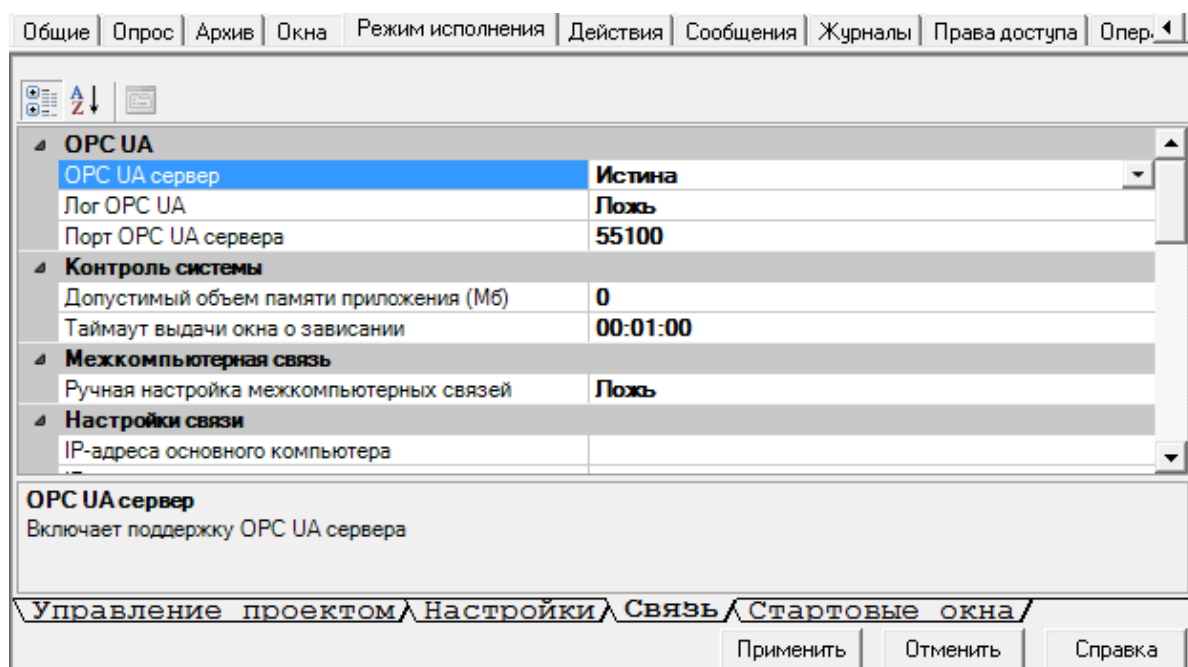 Общие Опрос Архив Окна Режим исполнения Действия Сообщения Журналы Права доступа Опер.
OPC UA
OPC UA сервер Истина
Лог OPC UA Ложь
Порт OPC UA сервера 55100
Контроль системы
Допустимый объем памяти приложения (Мб) 0
Таймаут выдачи окна о зависании 00:01:00
Межкомпьютерная связь
Ручная настройка межкомпьютерных связей Ложь
Настройки связи
IP-адреса основного компьютера
OPC UA сервер
Включает поддержку OPC UA сервера
Управление проектом Настройки Связь Стартовые окна
Применить Отменить Справка